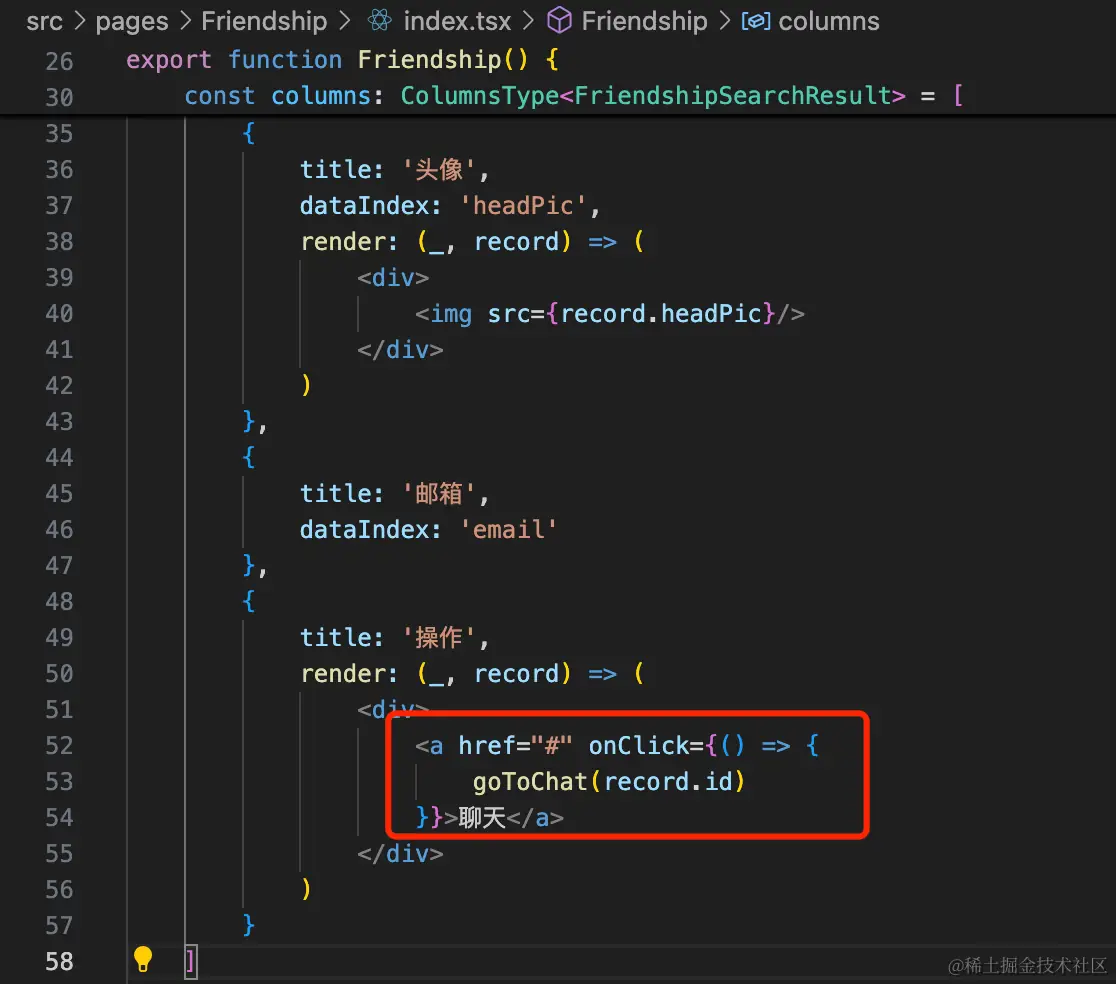 src > pages > Friendship > index.tsx > Friendship > columns
26 export function Friendship() {
30 const columns: ColumnsType<FriendshipSearchResult> = [
35 {
36 title: '头像',
37 dataIndex: 'headPic',
38 render: (_, record) => (
39 <div>
40 <img src={record.headPic}/>
41 </div>
42 )
43 },
44 {
45 title: '邮箱',
46 dataIndex: 'email'
47 },
48 {
49 title: '操作',
50 render: (_, record) => (
51 <div>
52 <a href="#" onClick={() => {
53 goToChat(record.id)
54 }}>聊天</a>
55 </div>
56 )
57 }
58 ]
@稀土掘金技术社区